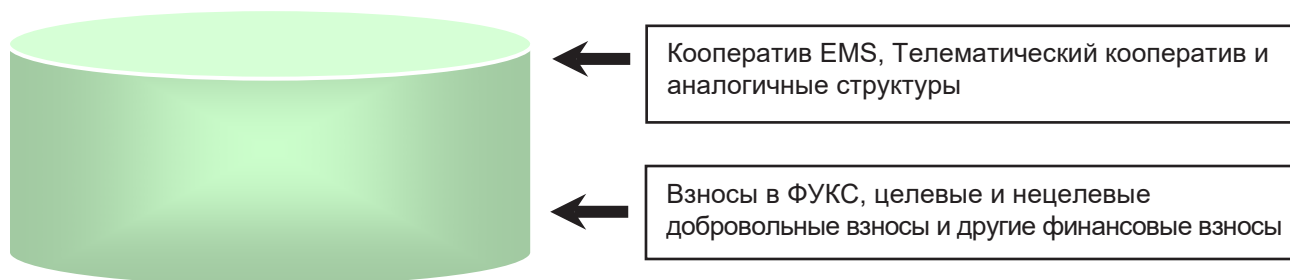 Кооператив EMS, Телематический кооператив и
аналогичные структуры
Взносы в ФУКС, целевые и нецелевые
добровольные взносы и другие финансовые взносы